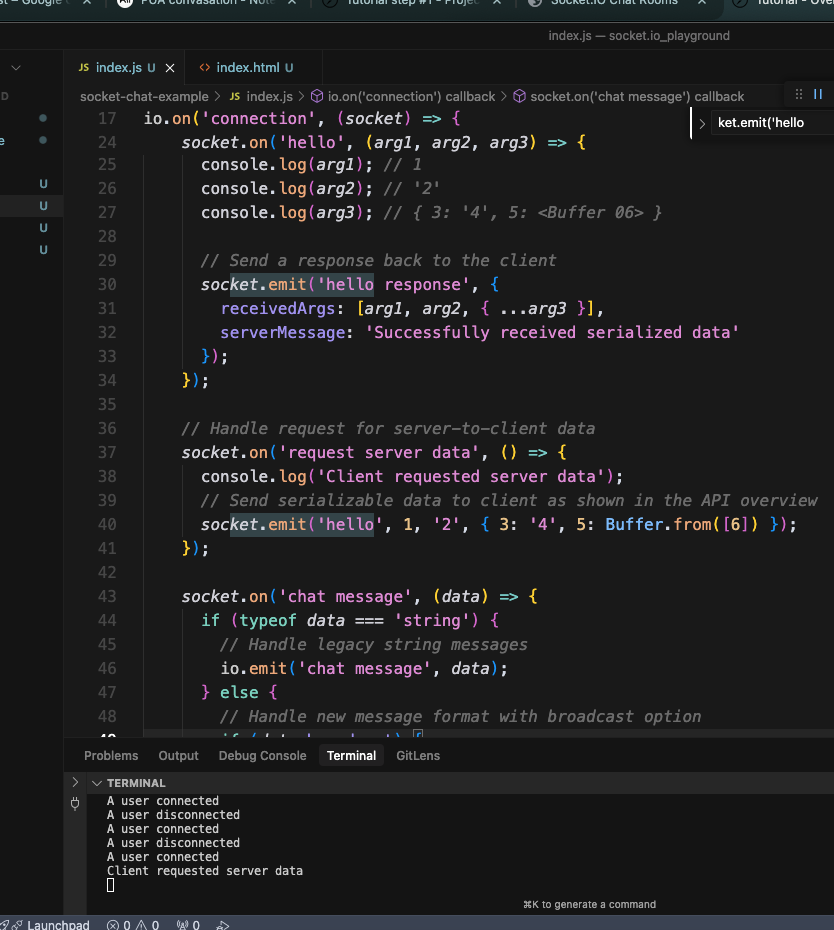 PUA convasation - Note
Tutorial step #1 - Projec
Socket.IO Chat Rooms
Tutorial - Over
index.js — socket.io_playground
JS index.js U ×
<> index.html U
socket-chat-example > JS index.js > io.on('connection') callback > socket.on('chat message') callback
> ket.emit('hello
17 io.on('connection', (socket) => {
24 socket.on('hello', (arg1, arg2, arg3) => {
25 console.log(arg1); // 1
26 console.log(arg2); // '2'
27 console.log(arg3); // { 3: '4', 5: <Buffer 06> }
28
29 // Send a response back to the client
30 socket.emit('hello response', {
31 receivedArgs: [arg1, arg2, { ...arg3 }],
32 serverMessage: 'Successfully received serialized data'
33 });
34 });
35
36 // Handle request for server-to-client data
37 socket.on('request server data', () => {
38 console.log('Client requested server data');
39 // Send serializable data to client as shown in the API overview
40 socket.emit('hello', 1, '2', { 3: '4', 5: Buffer.from([6]) });
41 });
42
43 socket.on('chat message', (data) => {
44 if (typeof data === 'string') {
45 // Handle legacy string messages
46 io.emit('chat message', data);
47 } else {
48 // Handle new message format with broadcast option
U
U
U
U
Problems Output Debug Console Terminal GitLens
TERMINAL
A user connected
A user disconnected
A user connected
A user disconnected
A user connected
Client requested server data
⌘K to generate a command
Launchpad 0 0 0